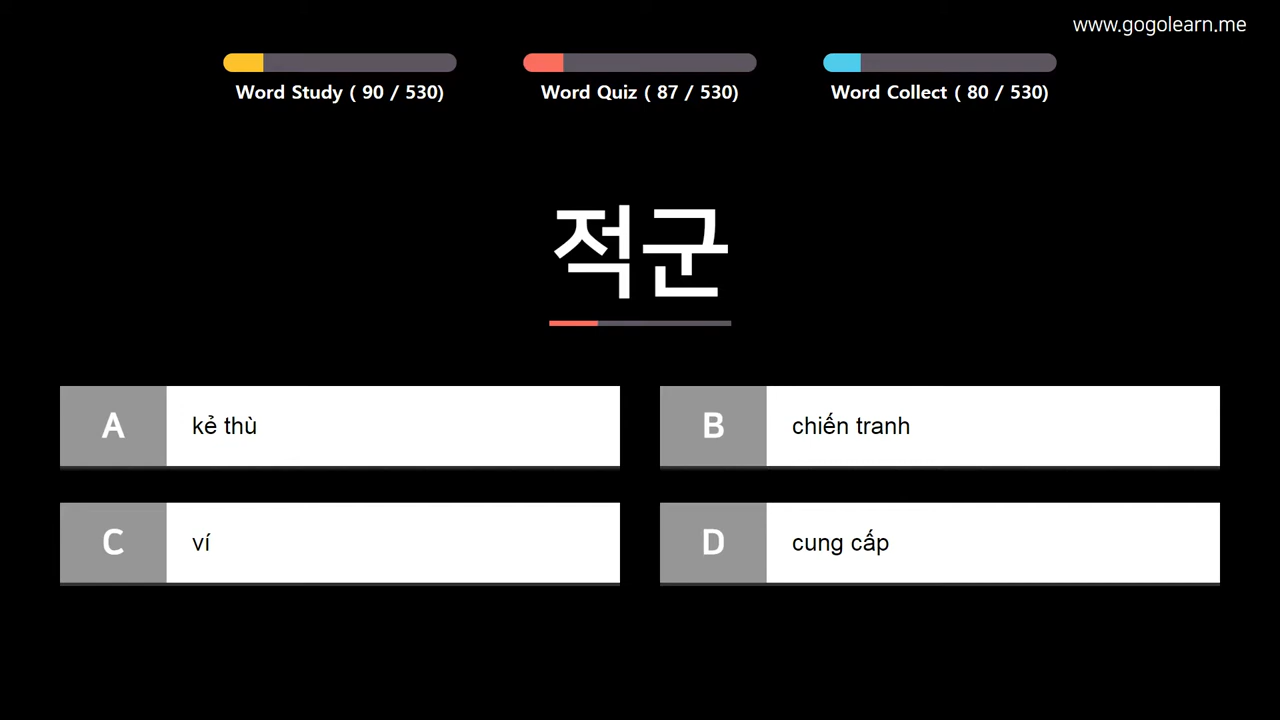 www.gogolearn.me
Word Study ( 90 / 530)
Word Quiz ( 87 / 530)
Word Collect ( 80 / 530)
적군
A kẻ thù
B chiến tranh
C ví
D cung cấp